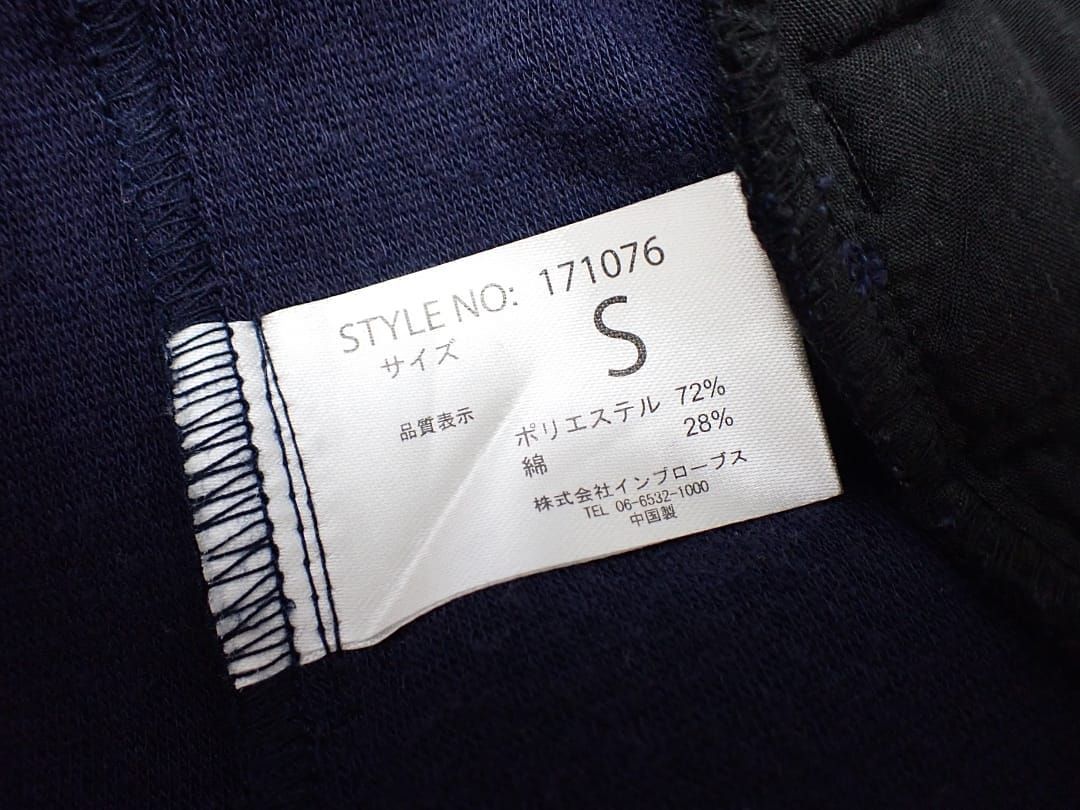 STYLE NO: 171076
サイズ S
品質表示 ポリエステル 72%
綿 28%
株式会社インプローブス
TEL 06-6532-1000
中国製